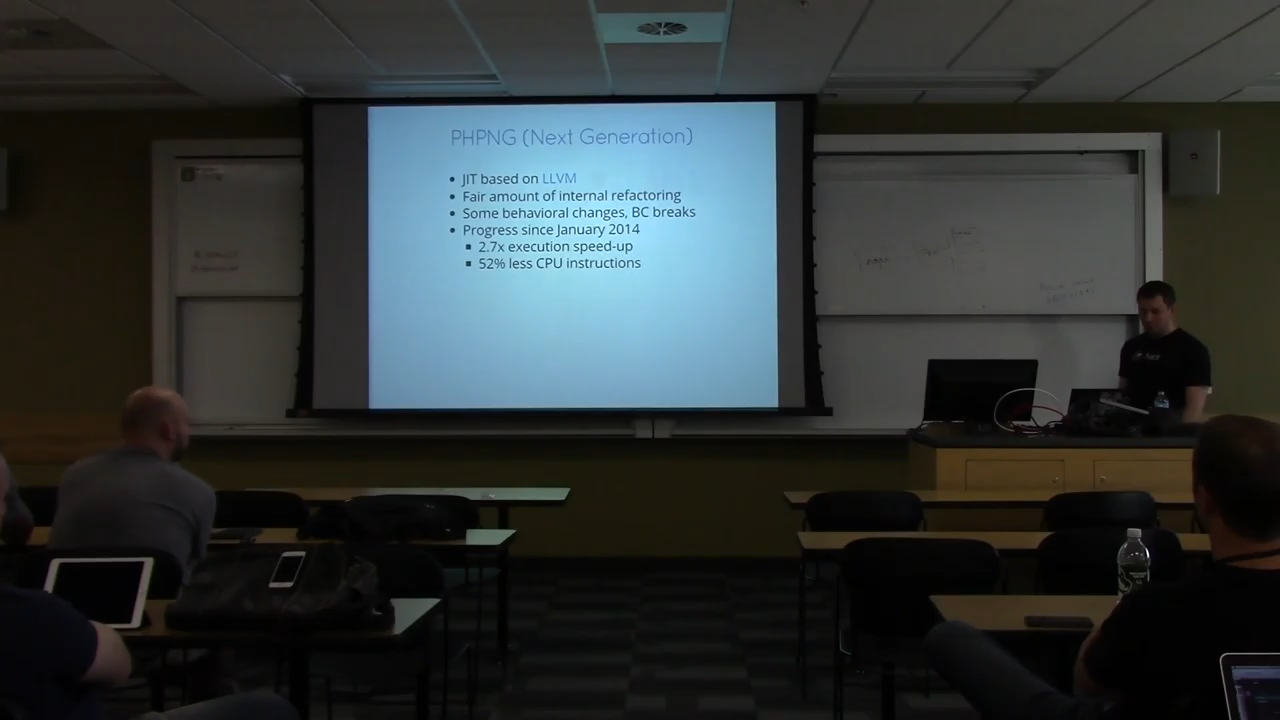 PHPNG (Next Generation)
JIT based on LLVM
Fair amount of internal refactoring
Some behavioral changes, BC breaks
Progress since January 2014
2.7x execution speed-up
52% less CPU instructions